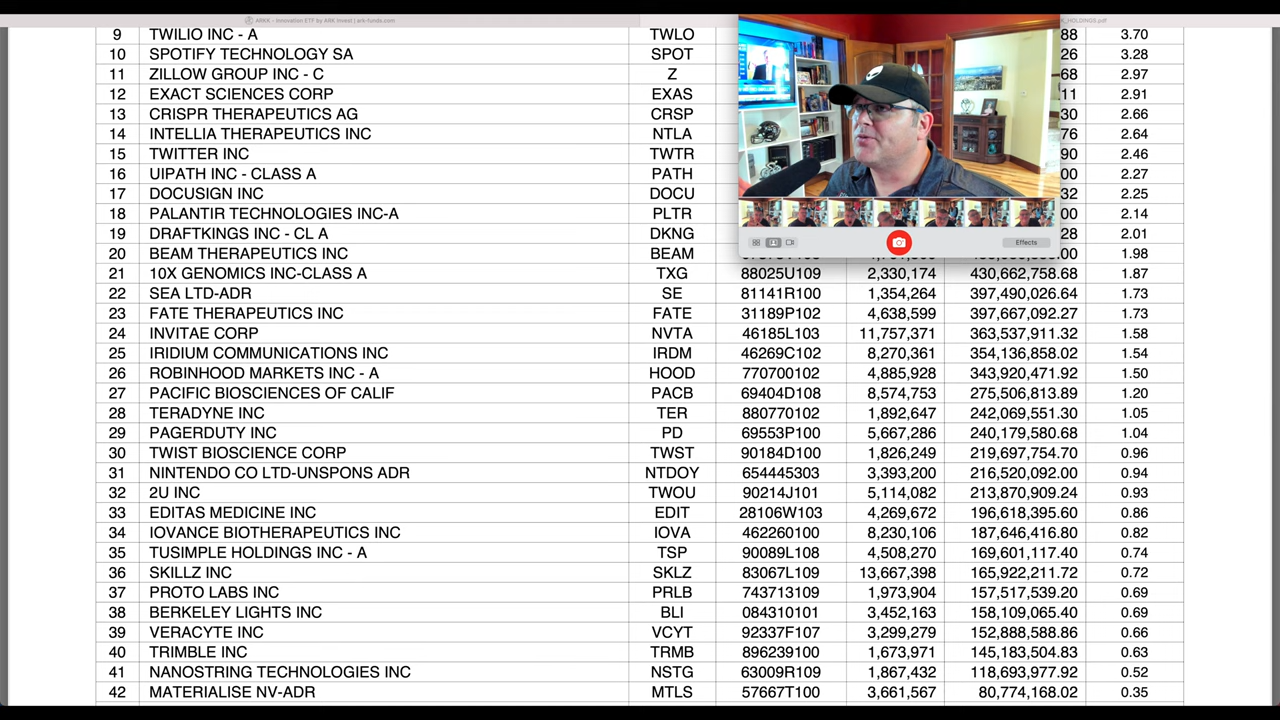 ARKK - Innovation ETF by ARK Invest | ark-funds.com
_HOLDINGS.pdf
9 TWILIO INC - A TWLO 88 3.70
10 SPOTIFY TECHNOLOGY SA SPOT 26 3.28
11 ZILLOW GROUP INC - C Z 68 2.97
12 EXACT SCIENCES CORP EXAS 11 2.91
13 CRISPR THERAPEUTICS AG CRSP 30 2.66
14 INTELLIA THERAPEUTICS INC NTLA 76 2.64
15 TWITTER INC TWTR 90 2.46
16 UIPATH INC - CLASS A PATH 00 2.27
17 DOCUSIGN INC DOCU 32 2.25
18 PALANTIR TECHNOLOGIES INC-A PLTR 00 2.14
19 DRAFTKINGS INC - CL A DKNG 28 2.01
Effects
20 BEAM THERAPEUTICS INC BEAM 00 1.98
21 10X GENOMICS INC-CLASS A TXG 88025U109 2,330,174 430,662,758.68 1.87
22 SEA LTD-ADR SE 81141R100 1,354,264 397,490,026.64 1.73
23 FATE THERAPEUTICS INC FATE 31189P102 4,638,599 397,667,092.27 1.73
24 INVITAE CORP NVTA 46185L103 11,757,371 363,537,911.32 1.58
25 IRIDIUM COMMUNICATIONS INC IRDM 46269C102 8,270,361 354,136,858.02 1.54
26 ROBINHOOD MARKETS INC - A HOOD 770700102 4,885,928 343,920,471.92 1.50
27 PACIFIC BIOSCIENCES OF CALIF PACB 69404D108 8,574,753 275,506,813.89 1.20
28 TERADYNE INC TER 880770102 1,892,647 242,069,551.30 1.05
29 PAGERDUTY INC PD 69553P100 5,667,286 240,179,580.68 1.04
30 TWIST BIOSCIENCE CORP TWST 90184D100 1,826,249 219,697,754.70 0.96
31 NINTENDO CO LTD-UNSPONS ADR NTDOY 654445303 3,393,200 216,520,092.00 0.94
32 2U INC TWOU 90214J101 5,114,082 213,870,909.24 0.93
33 EDITAS MEDICINE INC EDIT 28106W103 4,269,672 196,618,395.60 0.86
34 IOVANCE BIOTHERAPEUTICS INC IOVA 462260100 8,230,106 187,646,416.80 0.82
35 TUSIMPLE HOLDINGS INC - A TSP 90089L108 4,508,270 169,601,117.40 0.74
36 SKILLZ INC SKLZ 83067L109 13,667,398 165,922,211.72 0.72
37 PROTO LABS INC PRLB 743713109 1,973,904 157,517,539.20 0.69
38 BERKELEY LIGHTS INC BLI 084310101 3,452,163 158,109,065.40 0.69
39 VERACYTE INC VCYT 92337F107 3,299,279 152,888,588.86 0.66
40 TRIMBLE INC TRMB 896239100 1,673,971 145,183,504.83 0.63
41 NANOSTRING TECHNOLOGIES INC NSTG 63009R109 1,867,432 118,693,977.92 0.52
42 MATERIALISE NV-ADR MTLS 57667T100 3,661,567 80,774,168.02 0.35